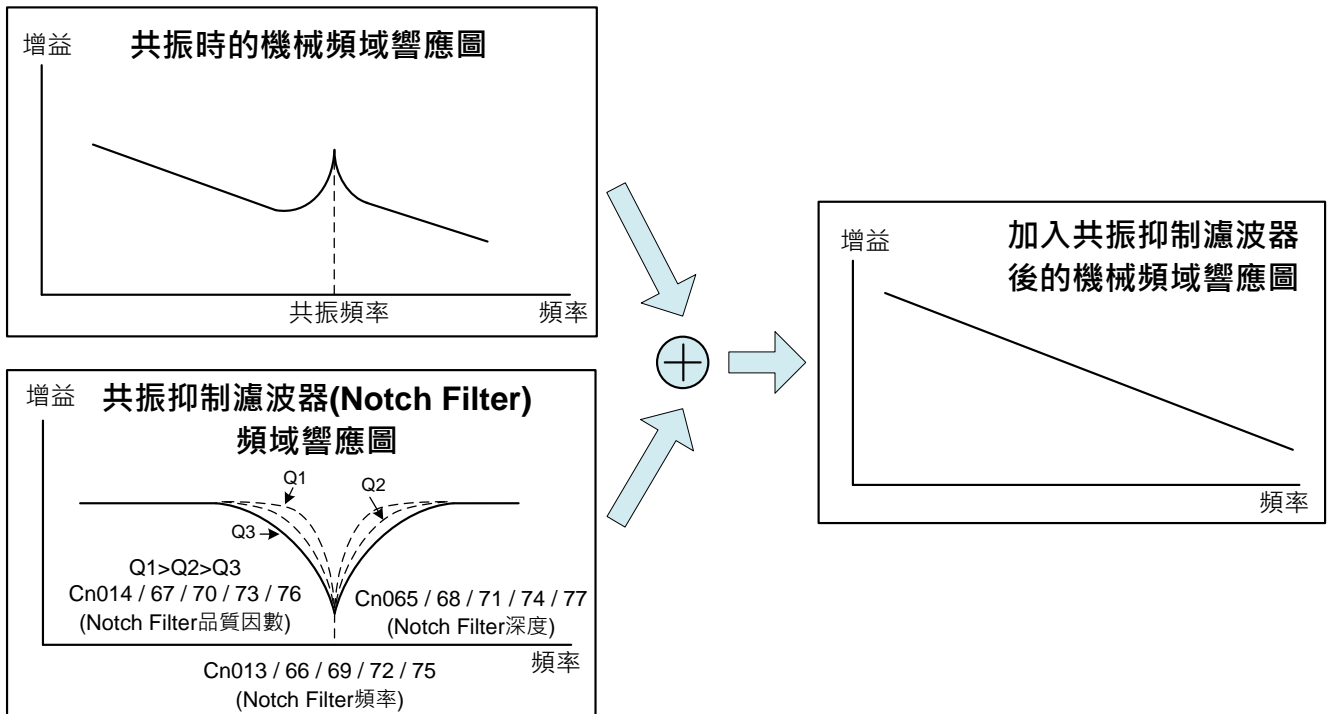 共振時的機械頻域響應圖
增益
共振頻率
頻率
共振抑制濾波器(Notch Filter)
頻域響應圖
增益
Q1
Q2
Q3
Q1>Q2>Q3
Cn014 / 67 / 70 / 73 / 76
(Notch Filter品質因數)
Cn065 / 68 / 71 / 74 / 77
(Notch Filter深度)
頻率
Cn013 / 66 / 69 / 72 / 75
(Notch Filter頻率)
加入共振抑制濾波器
後的機械頻域響應圖
增益
頻率